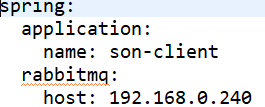 spring:
  application:
    name: son-client
  rabbitmq:
    host: 192.168.0.240